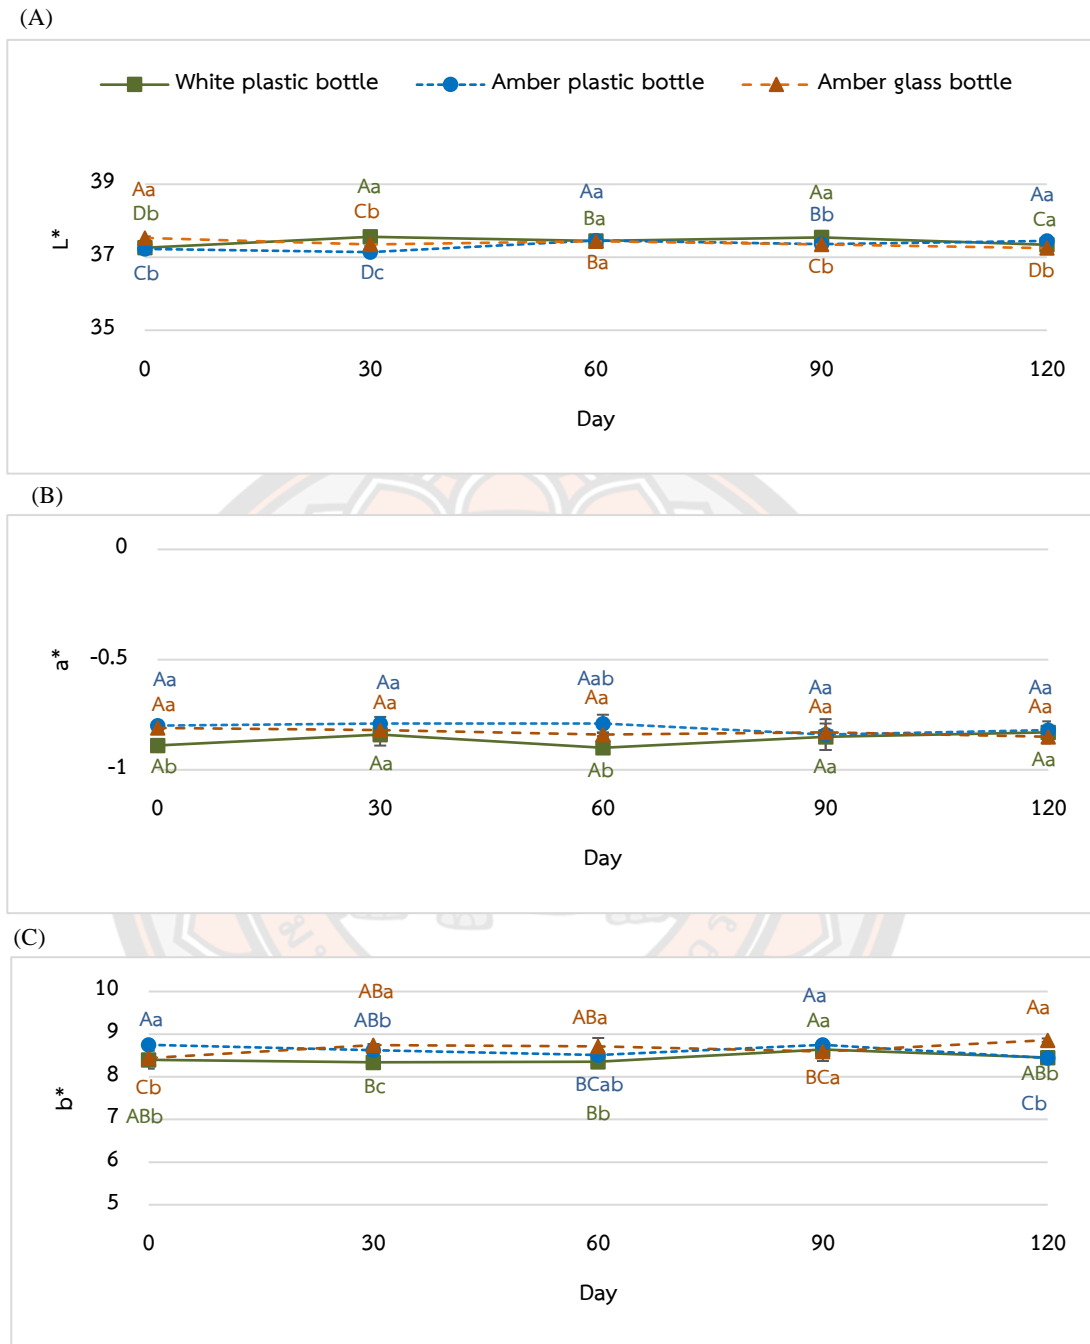 (A)
White plastic bottle Amber plastic bottle Amber glass bottle
39
Aa Aa Aa Aa Aa
Db Cb Ba Bb Ca
L*
37
Cb Dc Ba Cb Db
35
0 30 60 90 120
Day
(B)
0
a*
-0.5
Aa Aa Aab Aa Aa
Aa Aa Aa Aa Aa
Ab Aa Ab Aa Aa
-1
0 30 60 90 120
Day
(C)
10
ABa Aa Aa
Aa ABb ABa Aa
9
8
b*
Cb Bc BCab BCa ABb
ABb Bb Cb
7
6
5
0 30 60 90 120
Day